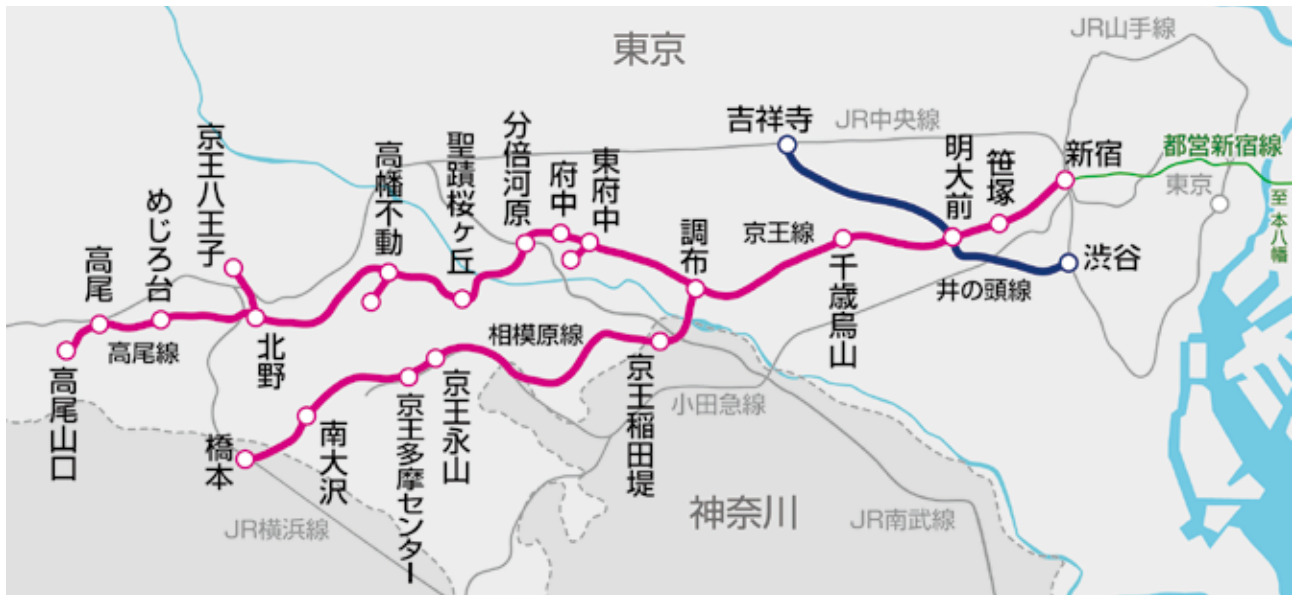 東京
JR山手線
吉祥寺
JR中央線
明大前
笹塚
新宿
都営新宿線
東京
至 本八幡
京王八王子
めじろ台
高尾
高幡不動
聖蹟桜ヶ丘
分倍河原
府中
東府中
調布
京王線
千歳烏山
井の頭線
渋谷
高尾線
高尾山口
北野
相模原線
橋本
南大沢
京王多摩センター
京王永山
京王稲田堤
小田急線
神奈川
JR横浜線
JR南武線